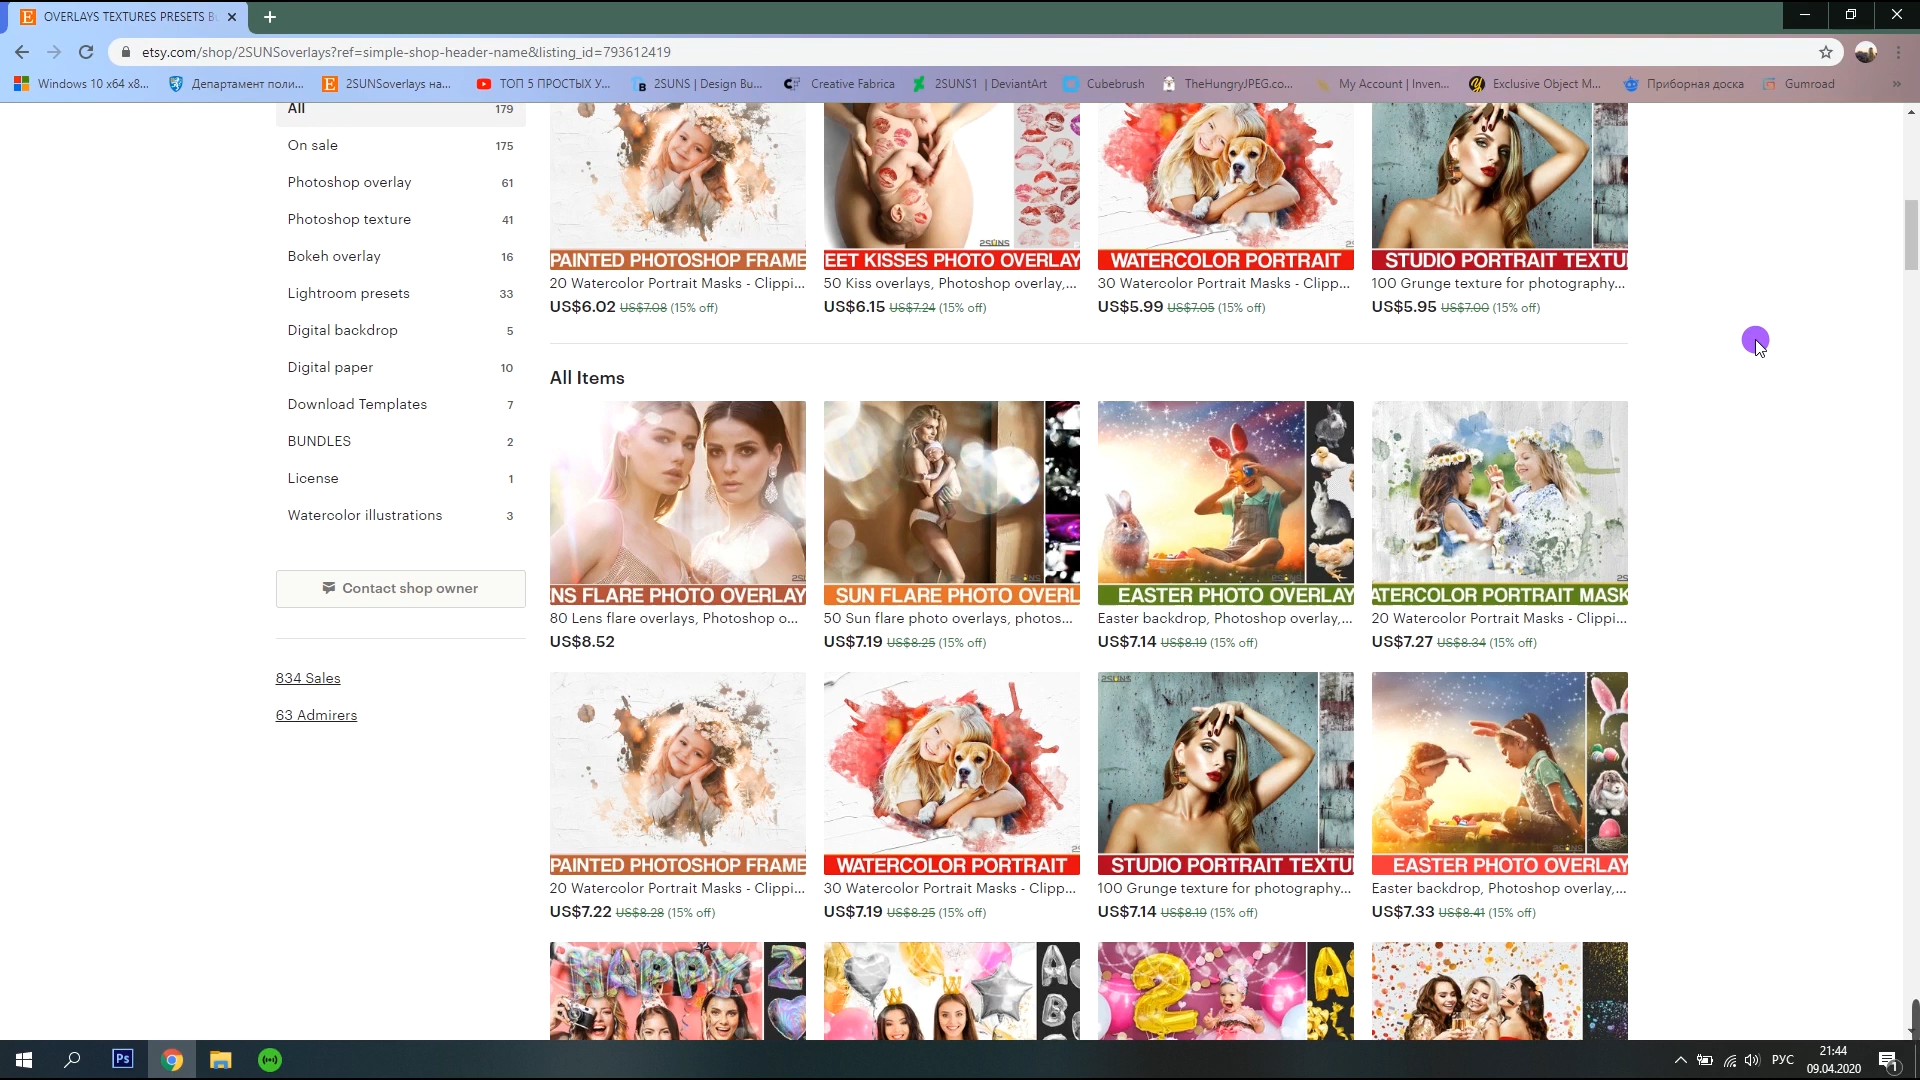 OVERLAYS TEXTURES PRESETS B
etsy.com/shop/2SUNSoverlays?ref=simple-shop-header-name&listing_id=793612419
Windows 10 x64 x8...
Департамент поли...
2SUNSoverlays на...
ТОП 5 ПРОСТЫХ У...
2SUNS | Design Bu...
Creative Fabrica
2SUNS1 | DeviantArt
Cubebrush
TheHungryJPEG.co...
My Account | Inven...
Exclusive Object M...
Приборная доска
Gumroad
All 179
On sale 175
Photoshop overlay 61
Photoshop texture 41
Bokeh overlay 16
Lightroom presets 33
Digital backdrop 5
Digital paper 10
Download Templates 7
BUNDLES 2
License 1
Watercolor illustrations 3
Contact shop owner
834 Sales
63 Admirers
PAINTED PHOTOSHOP FRAME
20 Watercolor Portrait Masks - Clippi...
US$6.02 US$7.08 (15% off)
2SUNS
EET KISSES PHOTO OVERLAY
50 Kiss overlays, Photoshop overlay,...
US$6.15 US$7.24 (15% off)
WATERCOLOR PORTRAIT
30 Watercolor Portrait Masks - Clipp...
US$5.99 US$7.05 (15% off)
STUDIO PORTRAIT TEXTU
100 Grunge texture for photography...
US$5.95 US$7.00 (15% off)
All Items
NS FLARE PHOTO OVERLAY
80 Lens flare overlays, Photoshop o...
US$8.52
SUN FLARE PHOTO OVERL
50 Sun flare photo overlays, photos...
US$7.19 US$8.25 (15% off)
EASTER PHOTO OVERLAY
Easter backdrop, Photoshop overlay,...
US$7.14 US$8.19 (15% off)
ATERCOLOR PORTRAIT MASK
20 Watercolor Portrait Masks - Clippi...
US$7.27 US$8.34 (15% off)
PAINTED PHOTOSHOP FRAME
20 Watercolor Portrait Masks - Clippi...
US$7.22 US$8.28 (15% off)
WATERCOLOR PORTRAIT
30 Watercolor Portrait Masks - Clipp...
US$7.19 US$8.25 (15% off)
2SUNS
STUDIO PORTRAIT TEXTU
100 Grunge texture for photography...
US$7.14 US$8.19 (15% off)
EASTER PHOTO OVERLAY
Easter backdrop, Photoshop overlay,...
US$7.33 US$8.41 (15% off)
HAPPY 2
A
B
2 A
Ps
РУС
21:44
09.04.2020
1